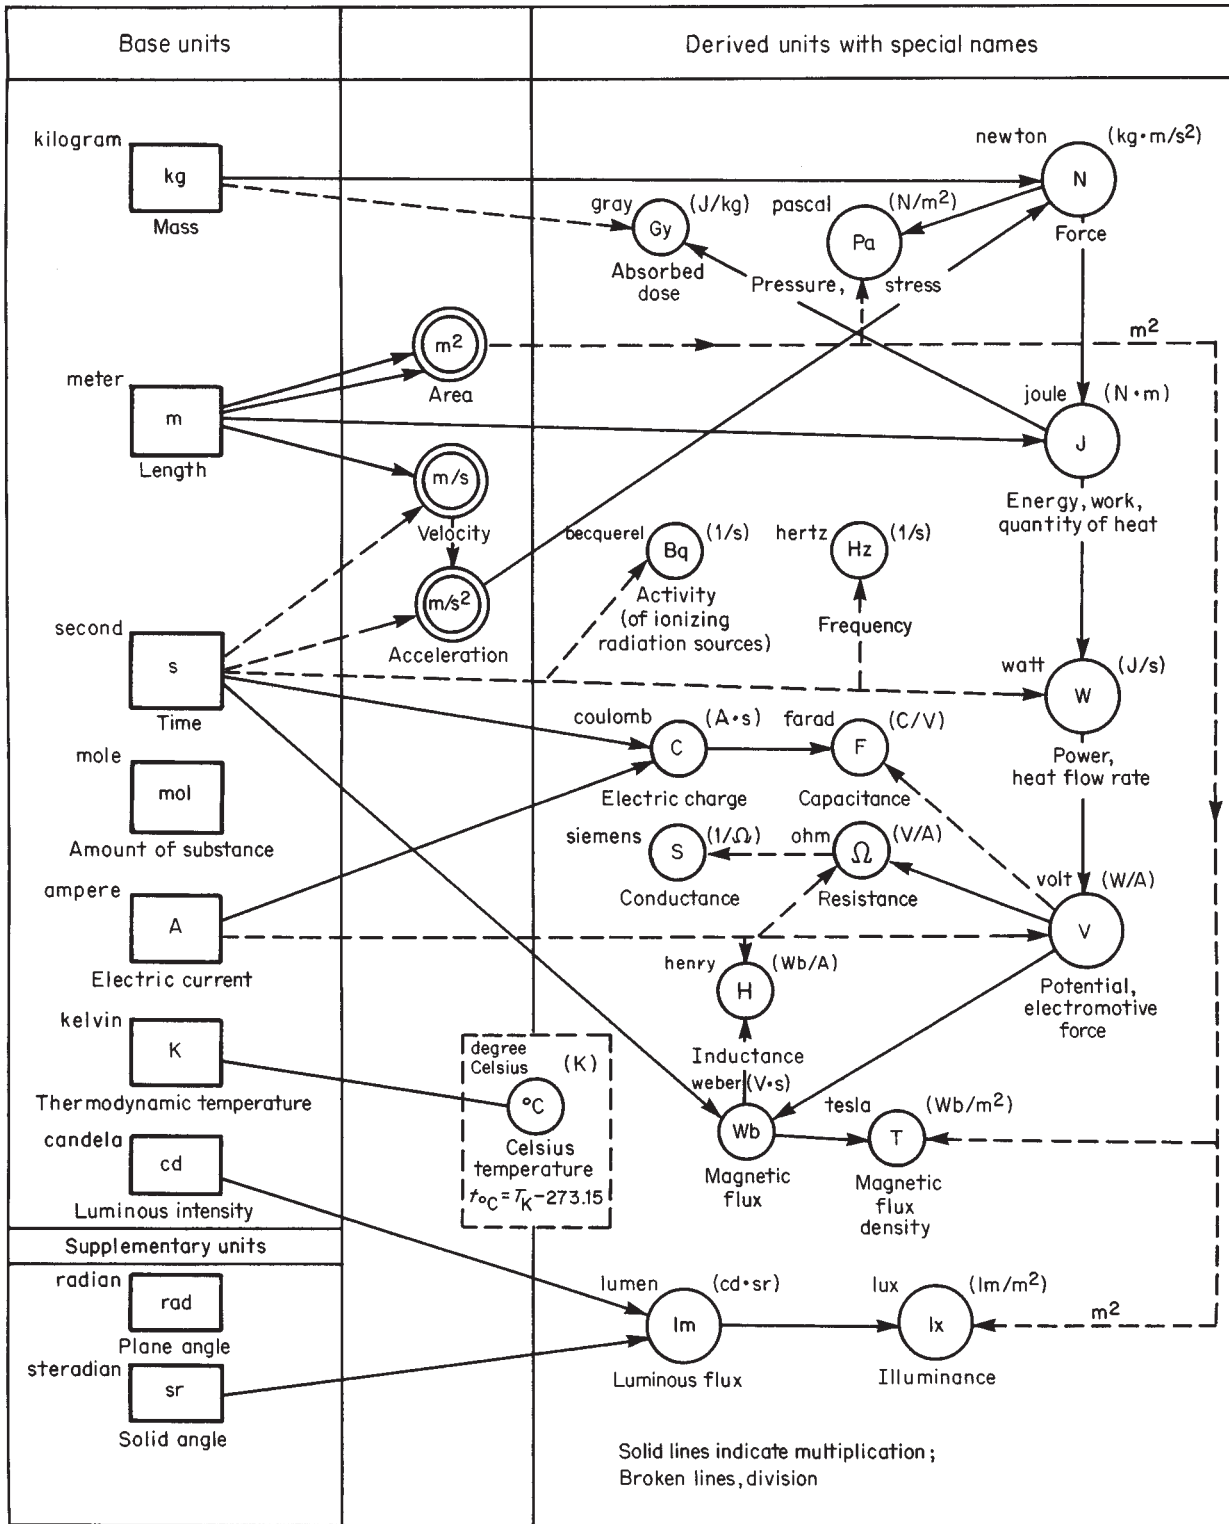 Base units
Derived units with special names
kilogram
kg
Mass
newton
(kg·m/s²)
N
Force
gray
(J/kg)
Gy
Absorbed
dose
pascal
(N/m²)
Pa
Pressure, stress
m²
Area
m²
meter
m
Length
joule
(N·m)
J
Energy, work,
quantity of heat
m/s
Velocity
becquerel
(1/s)
Bq
Activity
(of ionizing
radiation sources)
hertz
(1/s)
Hz
Frequency
m/s²
Acceleration
second
s
Time
watt
(J/s)
W
Power,
heat flow rate
coulomb
(A·s)
C
Electric charge
farad
(C/V)
F
Capacitance
mole
mol
Amount of substance
siemens
(1/Ω)
S
Conductance
ohm
(V/A)
Ω
Resistance
volt
(W/A)
V
Potential,
electromotive
force
ampere
A
Electric current
henry
(Wb/A)
H
Inductance
kelvin
K
Thermodynamic temperature
degree
Celsius
(K)
°C
Celsius
temperature
t°C = TK − 273.15
weber
(V·s)
Wb
Magnetic
flux
tesla
(Wb/m²)
T
Magnetic
flux
density
candela
cd
Luminous intensity
Supplementary units
radian
rad
Plane angle
lumen
(cd·sr)
lm
Luminous flux
lux
(lm/m²)
lx
Illuminance
m²
steradian
sr
Solid angle
Solid lines indicate multiplication;
Broken lines, division